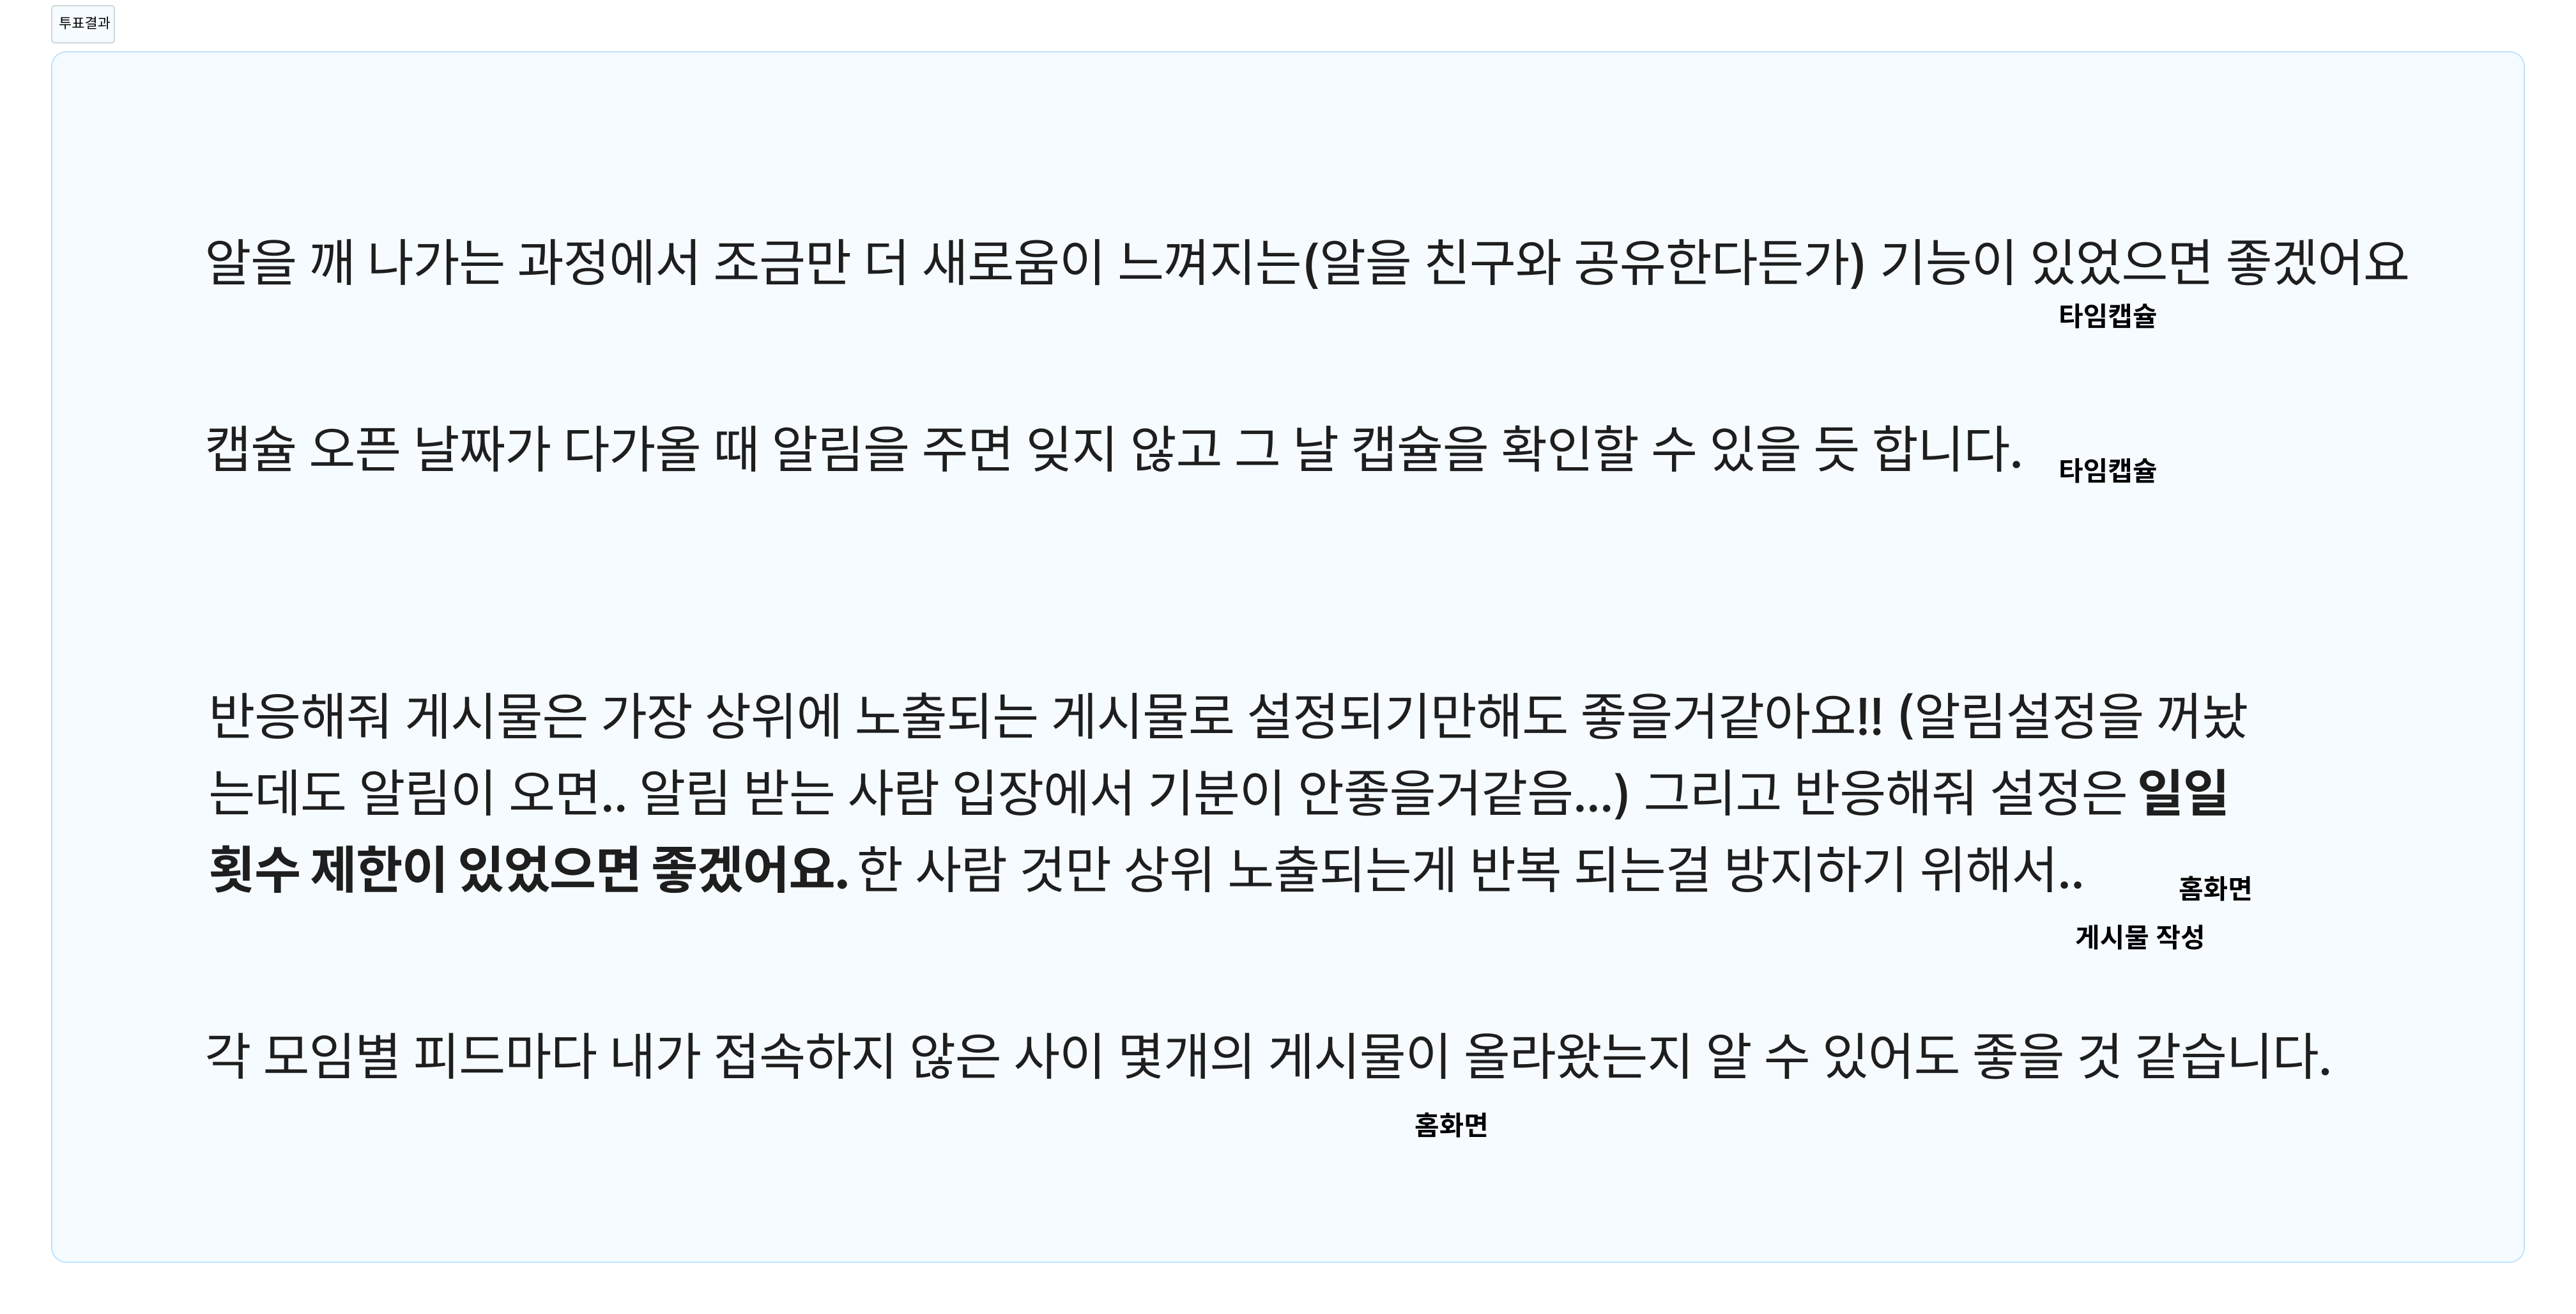 투표결과
알을 깨 나가는 과정에서 조금만 더 새로움이 느껴지는(알을 친구와 공유한다든가) 기능이 있었으면 좋겠어요
타임캡슐
캡슐 오픈 날짜가 다가올 때 알림을 주면 잊지 않고 그 날 캡슐을 확인할 수 있을 듯 합니다.
타임캡슐
반응해줘 게시물은 가장 상위에 노출되는 게시물로 설정되기만해도 좋을거같아요!! (알림설정을 꺼놨
는데도 알림이 오면.. 알림 받는 사람 입장에서 기분이 안좋을거같음...) 그리고 반응해줘 설정은 일일
횟수 제한이 있었으면 좋겠어요. 한 사람 것만 상위 노출되는게 반복 되는걸 방지하기 위해서..
홈화면
게시물 작성
각 모임별 피드마다 내가 접속하지 않은 사이 몇개의 게시물이 올라왔는지 알 수 있어도 좋을 것 같습니다.
홈화면